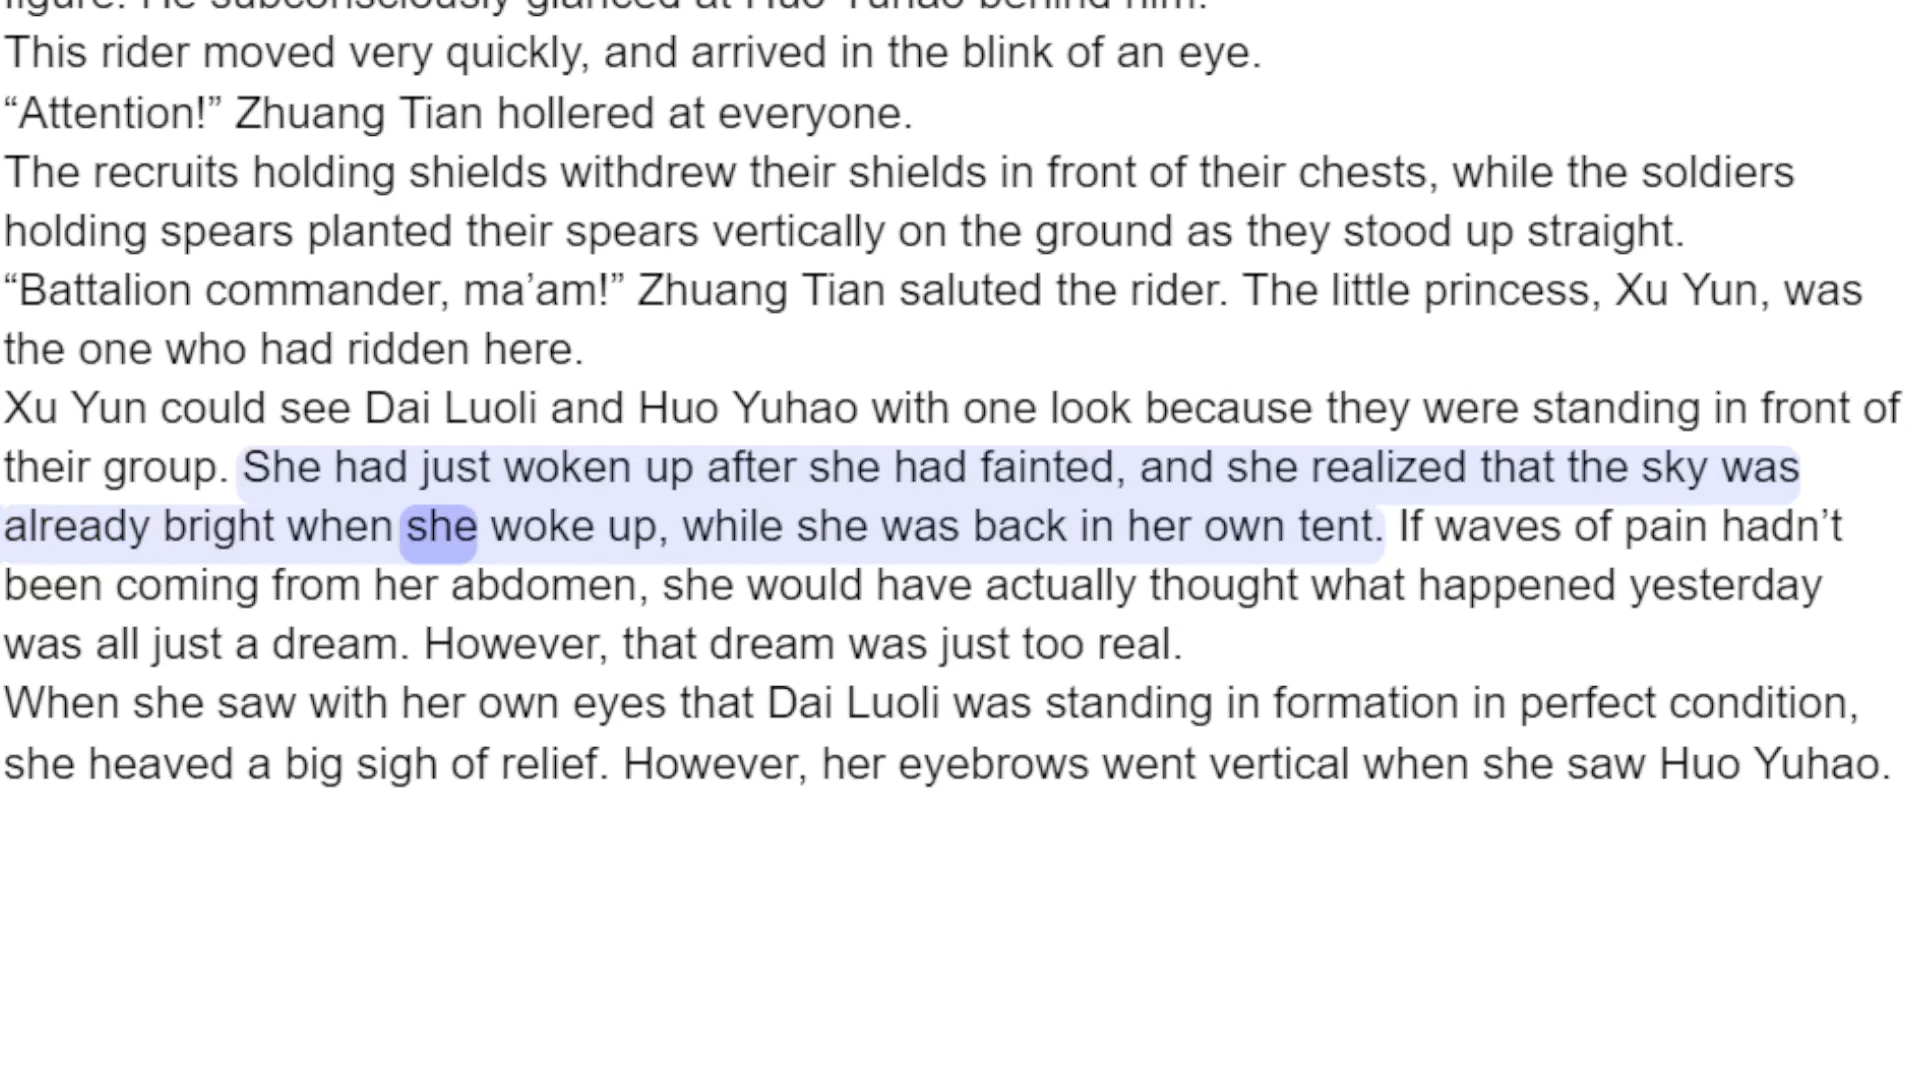 figure. He subconsciously glanced at Huo Yuhao behind him.
This rider moved very quickly, and arrived in the blink of an eye.
“Attention!” Zhuang Tian hollered at everyone.
The recruits holding shields withdrew their shields in front of their chests, while the soldiers
holding spears planted their spears vertically on the ground as they stood up straight.
“Battalion commander, ma’am!” Zhuang Tian saluted the rider. The little princess, Xu Yun, was
the one who had ridden here.
Xu Yun could see Dai Luoli and Huo Yuhao with one look because they were standing in front of
their group. She had just woken up after she had fainted, and she realized that the sky was
already bright when she woke up, while she was back in her own tent. If waves of pain hadn’t
been coming from her abdomen, she would have actually thought what happened yesterday
was all just a dream. However, that dream was just too real.
When she saw with her own eyes that Dai Luoli was standing in formation in perfect condition,
she heaved a big sigh of relief. However, her eyebrows went vertical when she saw Huo Yuhao.